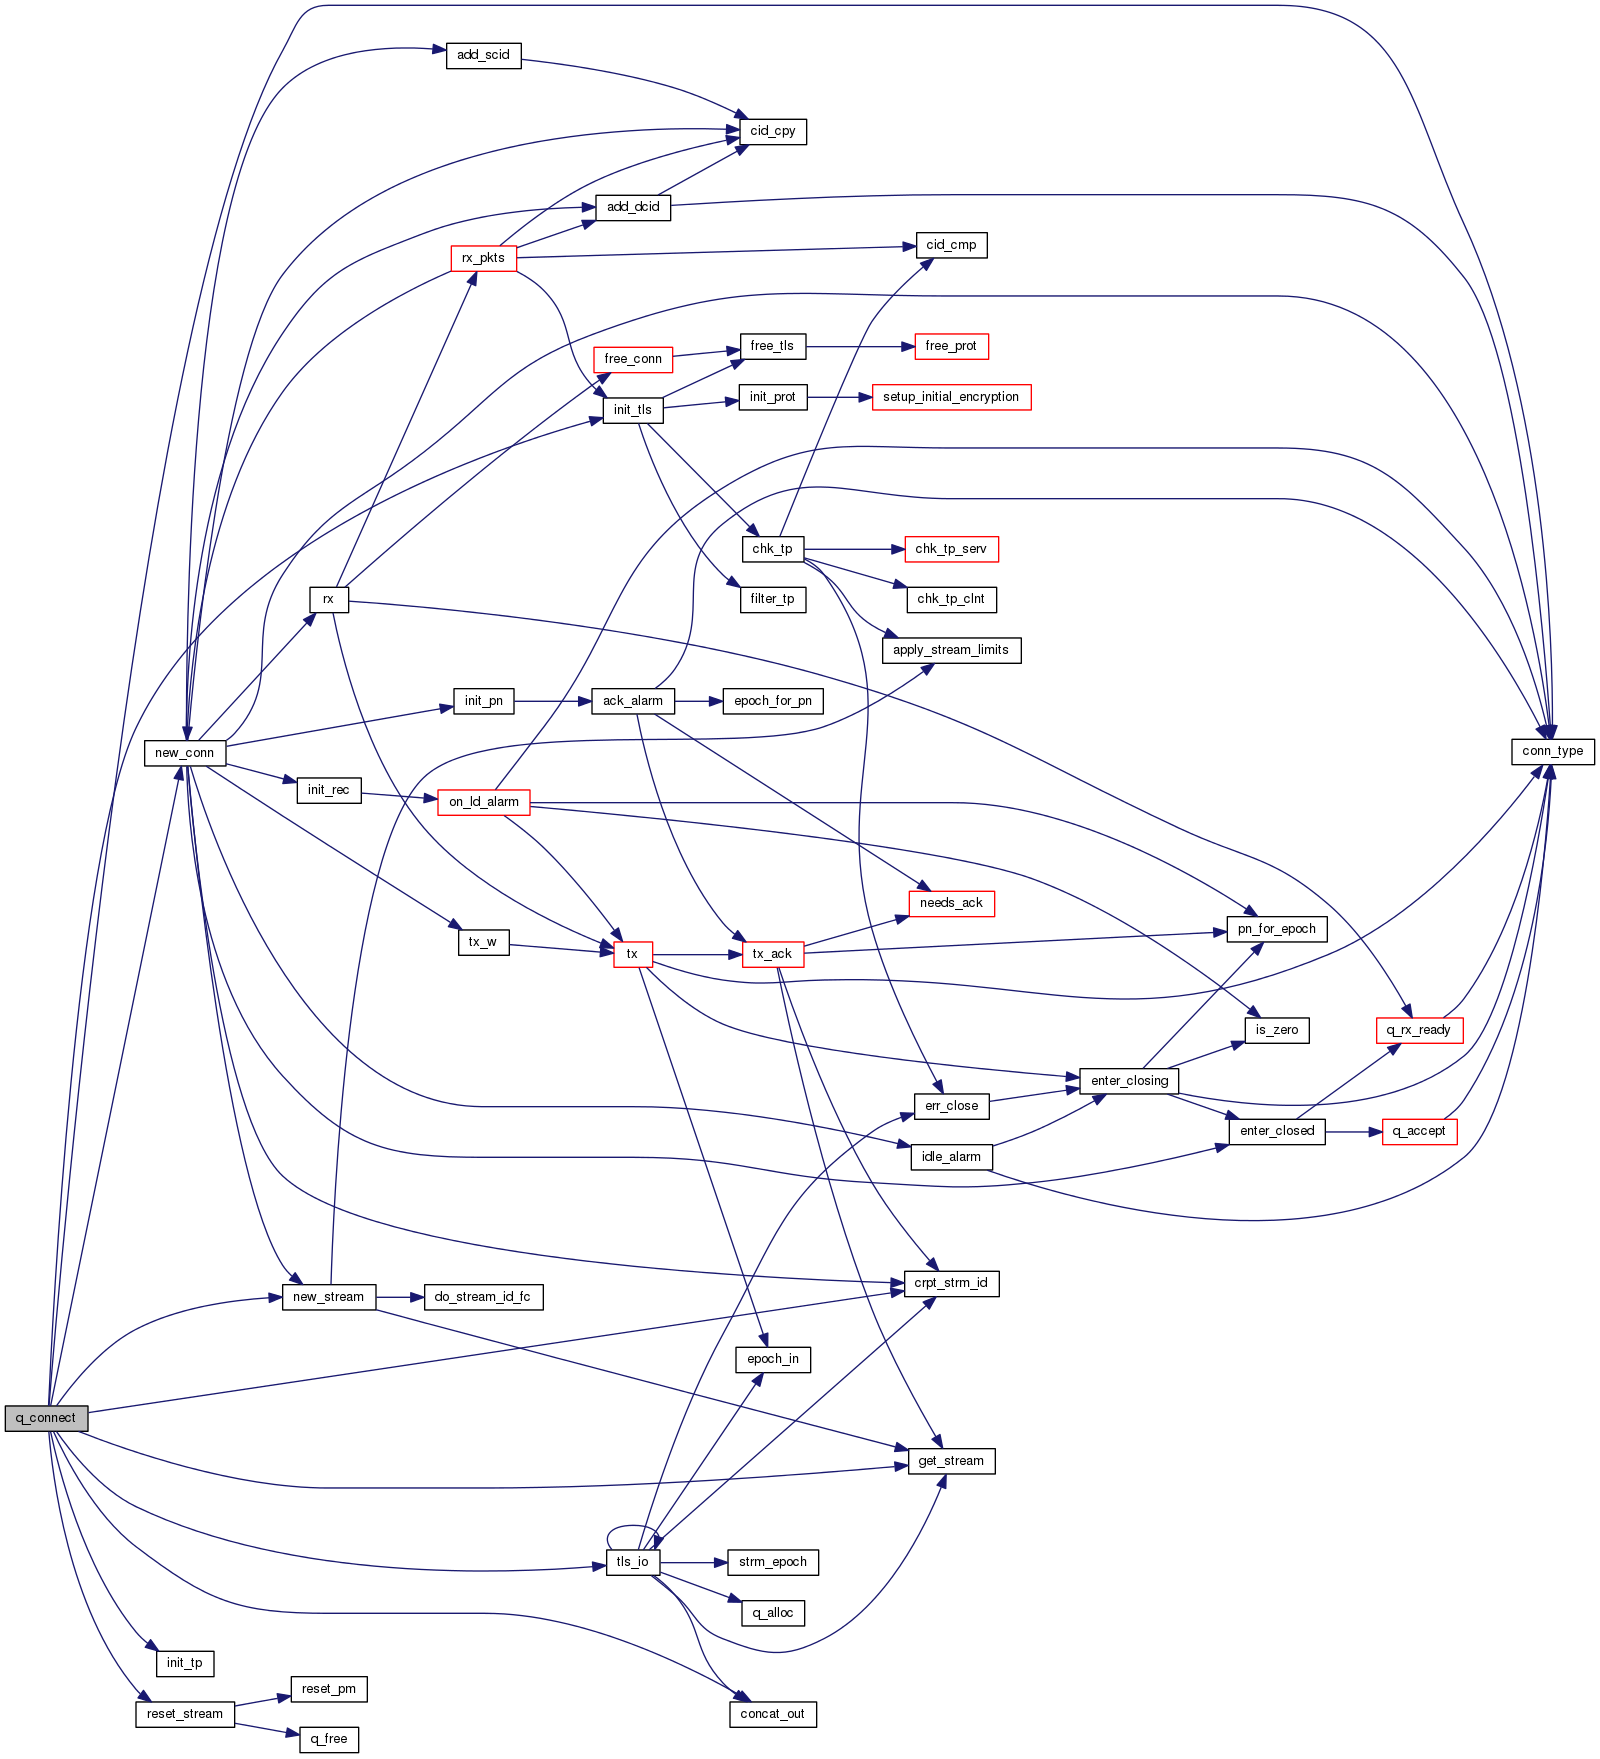 add_scid
cid_cpy
add_dcid
cid_cmp
rx_pkts
free_tls
free_prot
free_conn
init_prot
setup_initial_encryption
init_tls
chk_tp
chk_tp_serv
filter_tp
chk_tp_clnt
rx
apply_stream_limits
init_pn
ack_alarm
epoch_for_pn
new_conn
conn_type
init_rec
on_ld_alarm
needs_ack
pn_for_epoch
tx_w
tx
tx_ack
is_zero
q_rx_ready
enter_closing
err_close
enter_closed
q_accept
idle_alarm
crpt_strm_id
new_stream
do_stream_id_fc
epoch_in
q_connect
get_stream
tls_io
strm_epoch
q_alloc
init_tp
reset_pm
reset_stream
concat_out
q_free